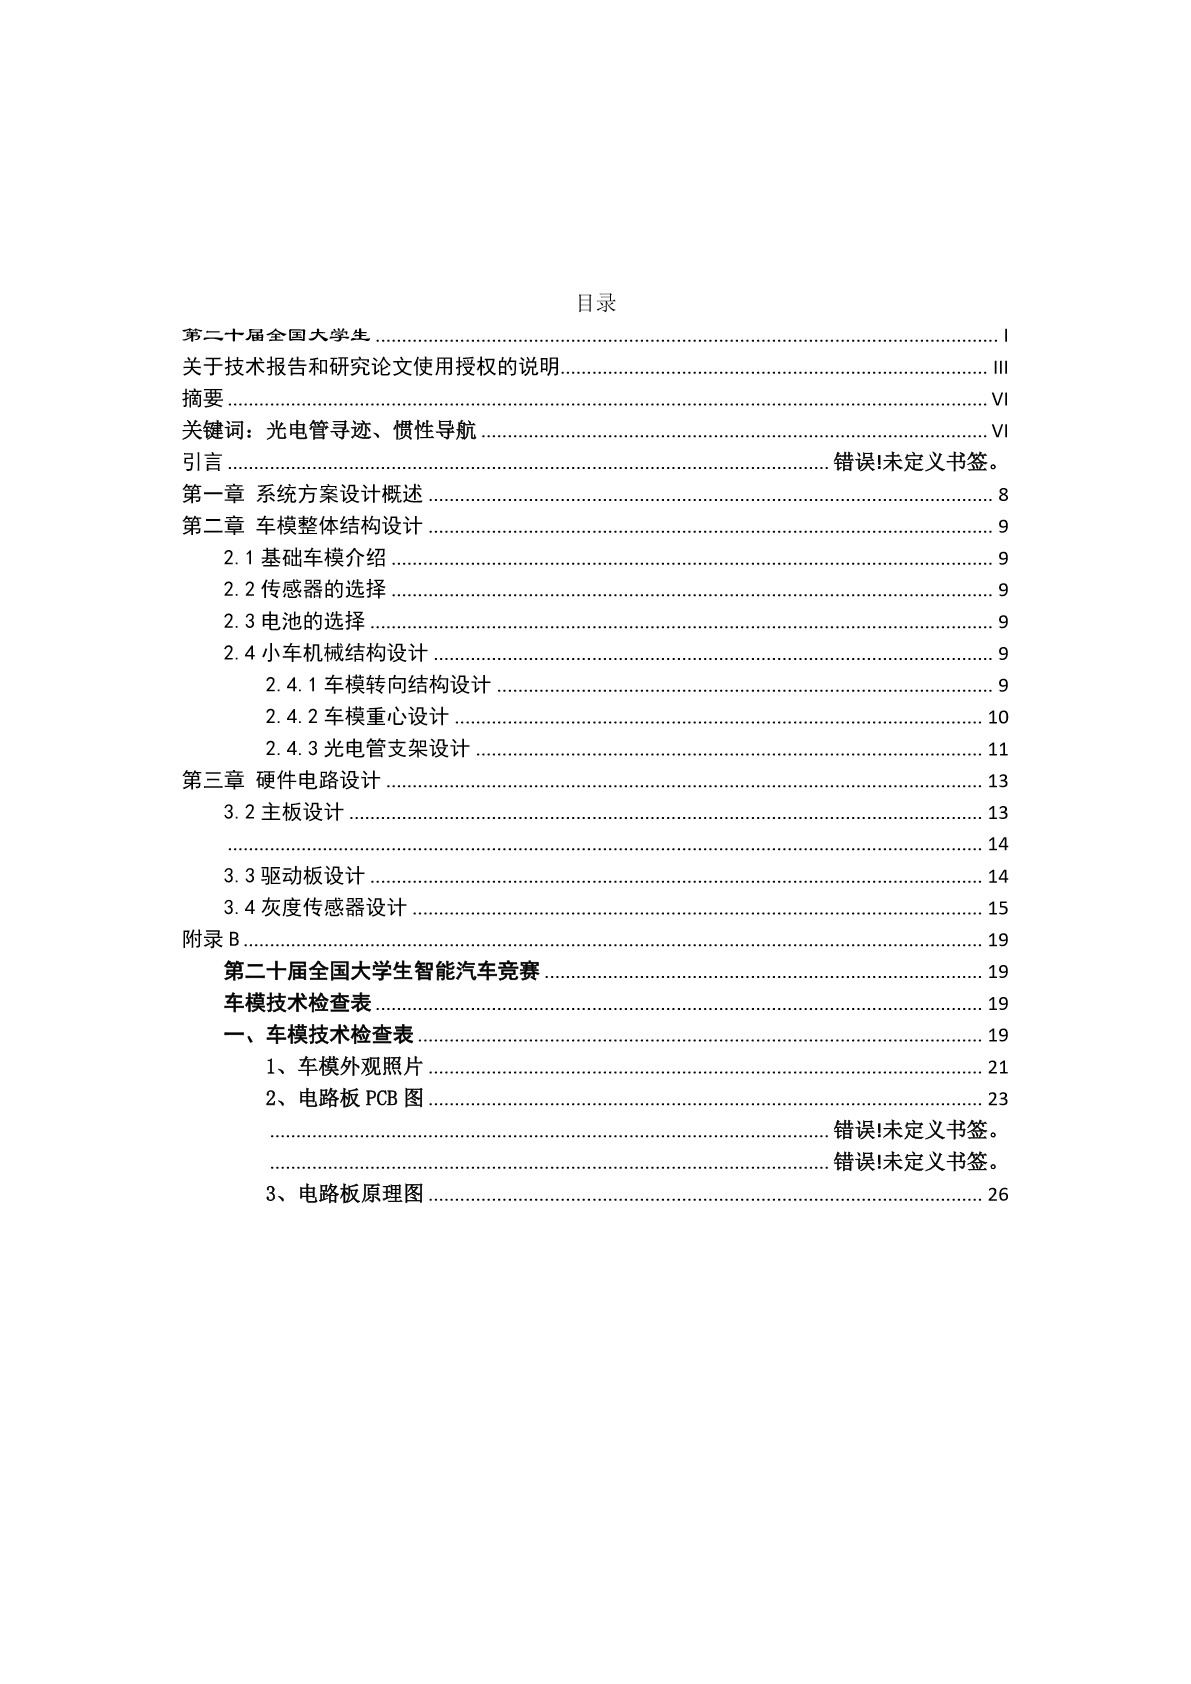 目录
第二十届全国大学生 I
关于技术报告和研究论文使用授权的说明 III
摘要 VI
关键词：光电管寻迹、惯性导航 VI
引言 错误!未定义书签。
第一章 系统方案设计概述 8
第二章 车模整体结构设计 9
2.1基础车模介绍 9
2.2传感器的选择 9
2.3电池的选择 9
2.4小车机械结构设计 9
2.4.1车模转向结构设计 9
2.4.2车模重心设计 10
2.4.3光电管支架设计 11
第三章 硬件电路设计 13
3.2主板设计 13
14
3.3驱动板设计 14
3.4灰度传感器设计 15
附录B 19
第二十届全国大学生智能汽车竞赛 19
车模技术检查表 19
一、车模技术检查表 19
1、车模外观照片 21
2、电路板PCB图 23
错误!未定义书签。
错误!未定义书签。
3、电路板原理图 26